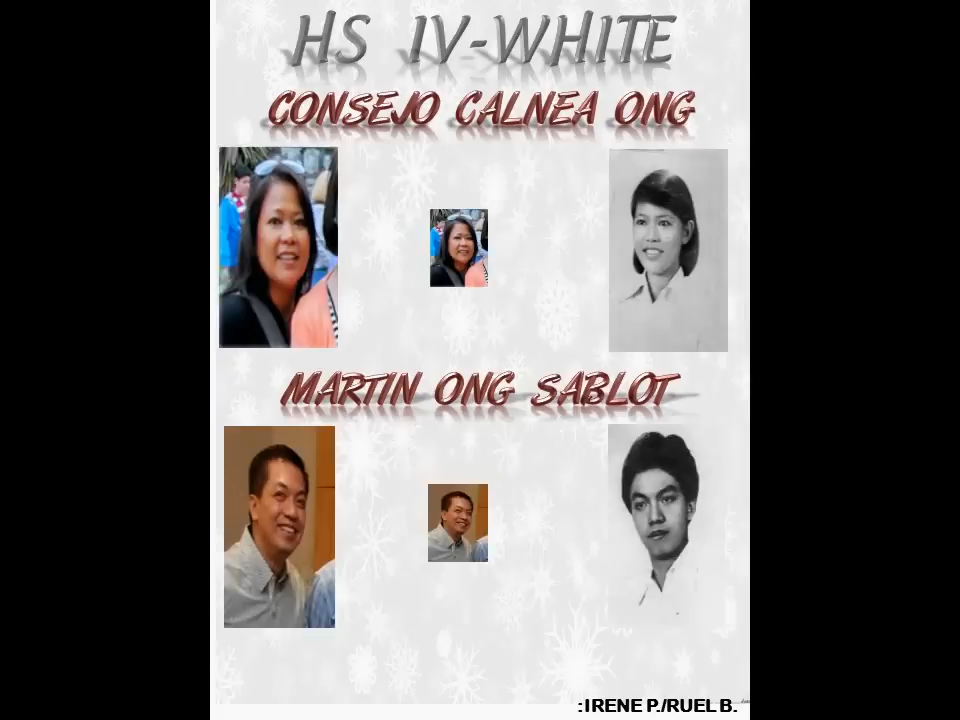 HS IV-WHITE
CONSEJO CALNEA ONG
MARTIN ONG SABLOT
:IRENE P./RUEL B.